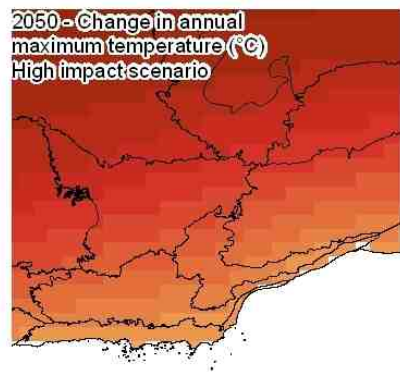 2050 - Change in annual
maximum temperature (°C)
High impact scenario